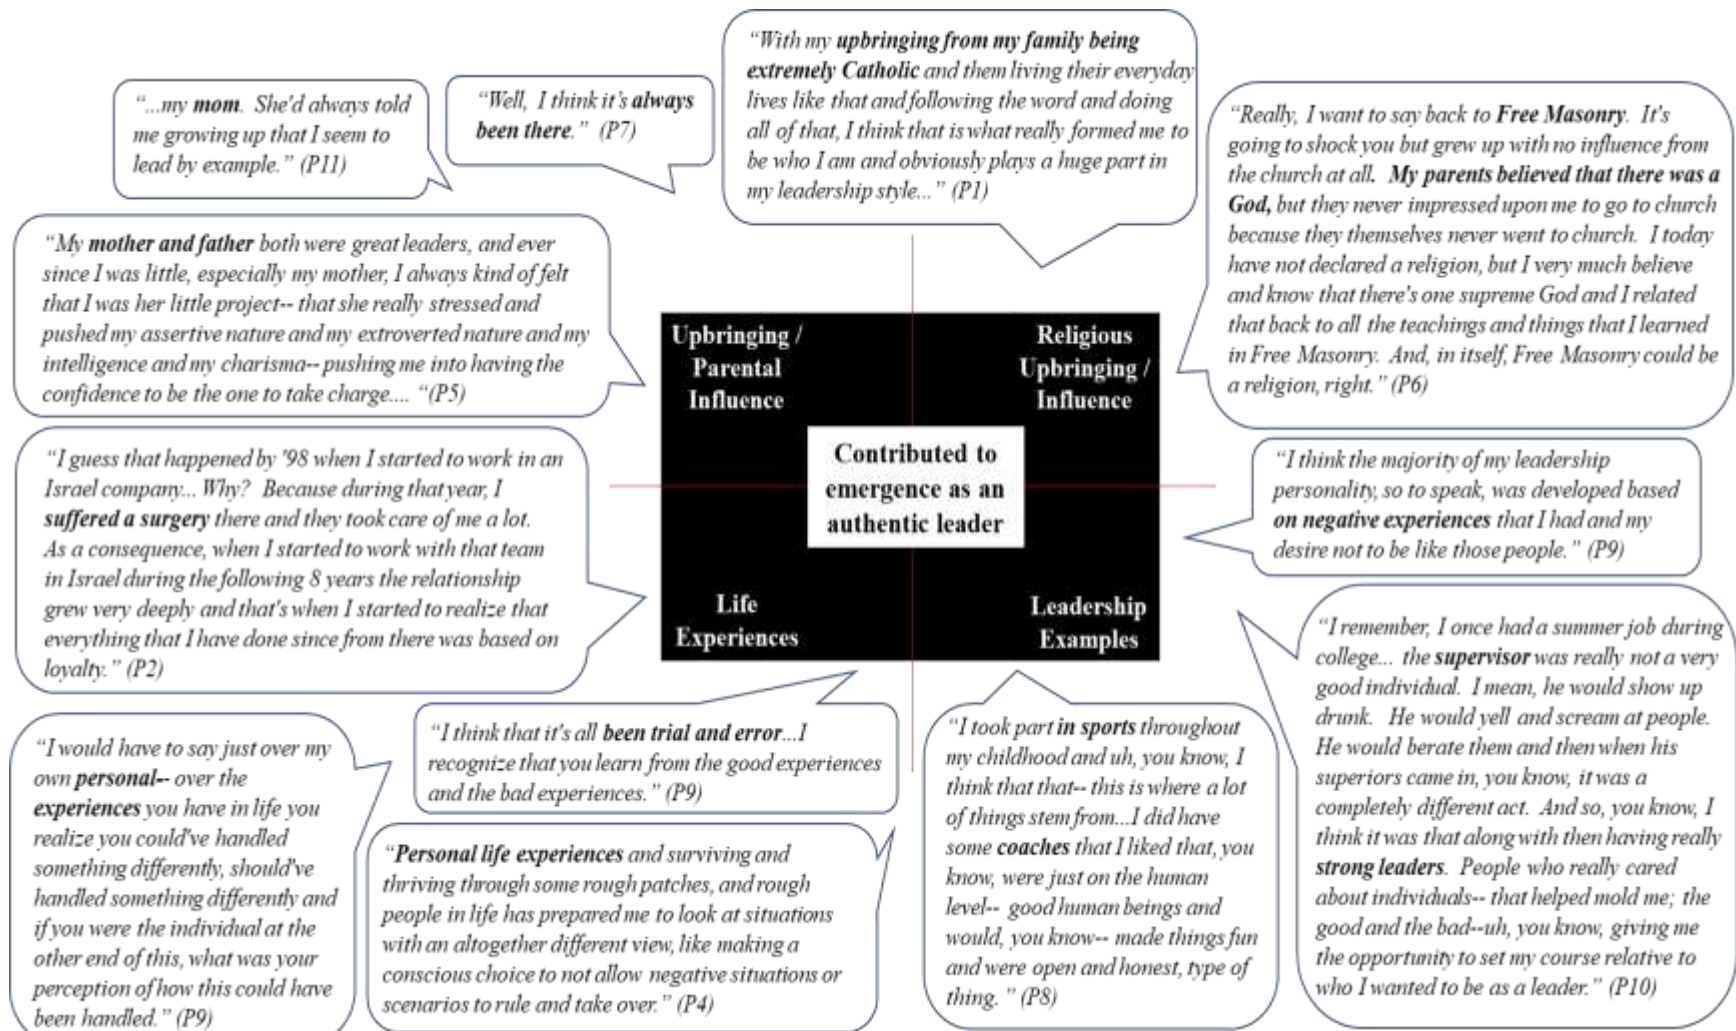 “With my upbringing from my family being
extremely Catholic and them living their everyday
lives like that and following the word and doing
all of that, I think that is what really formed me to
be who I am and obviously plays a huge part in
my leadership style...” (P1)
“...my mom.  She'd always told
me growing up that I seem to
lead by example.” (P11)
“Well,  I think it's always
been there.”  (P7)
“Really, I want to say back to Free Masonry.  It's
going to shock you but grew up with no influence from
the church at all.  My parents believed that there was a
God, but they never impressed upon me to go to church
because they themselves never went to church.  I today
have not declared a religion, but I very much believe
and know that there's one supreme God and I related
that back to all the teachings and things that I learned
in Free Masonry.  And, in itself, Free Masonry could be
a religion, right.” (P6)
“My mother and father both were great leaders, and ever
since I was little, especially my mother, I always kind of felt
that I was her little project-- that she really stressed and
pushed my assertive nature and my extroverted nature and my
intelligence and my charisma-- pushing me into having the
confidence to be the one to take charge.... “(P5)
Upbringing /
Parental
Influence
Religious
Upbringing /
Influence
Contributed to
emergence as an
authentic leader
Life
Experiences
Leadership
Examples
“I guess that happened by '98 when I started to work in an
Israel company... Why?  Because during that year, I
suffered a surgery there and they took care of me a lot.
As a consequence, when I started to work with that team
in Israel during the following 8 years the relationship
grew very deeply and that's when I started to realize that
everything that I have done since from there was based on
loyalty.” (P2)
“I think the majority of my leadership
personality, so to speak, was developed based
on negative experiences that I had and my
desire not to be like those people.” (P9)
“I remember, I once had a summer job during
college... the supervisor was really not a very
good individual.  I mean, he would show up
drunk.   He would yell and scream at people.
He would berate them and then when his
superiors came in, you know, it was a
completely different act.  And so, you know, I
think it was that along with then having really
strong leaders.  People who really cared
about individuals-- that helped mold me; the
good and the bad--uh, you know, giving me
the opportunity to set my course relative to
who I wanted to be as a leader.” (P10)
“I would have to say just over my
own personal-- over the
experiences you have in life you
realize you could've handled
something differently, should've
handled something differently and
if you were the individual at the
other end of this, what was your
perception of how this could have
been handled.” (P9)
“I think that it's all been trial and error...I
recognize that you learn from the good experiences
and the bad experiences.” (P9)
“Personal life experiences and surviving and
thriving through some rough patches, and rough
people in life has prepared me to look at situations
with an altogether different view, like making a
conscious choice to not allow negative situations or
scenarios to rule and take over.” (P4)
“I took part in sports throughout
my childhood and uh, you know, I
think that that-- this is where a lot
of things stem from...I did have
some coaches that I liked that, you
know, were just on the human
level-- good human beings and
would, you know-- made things fun
and were open and honest, type of
thing. ” (P8)